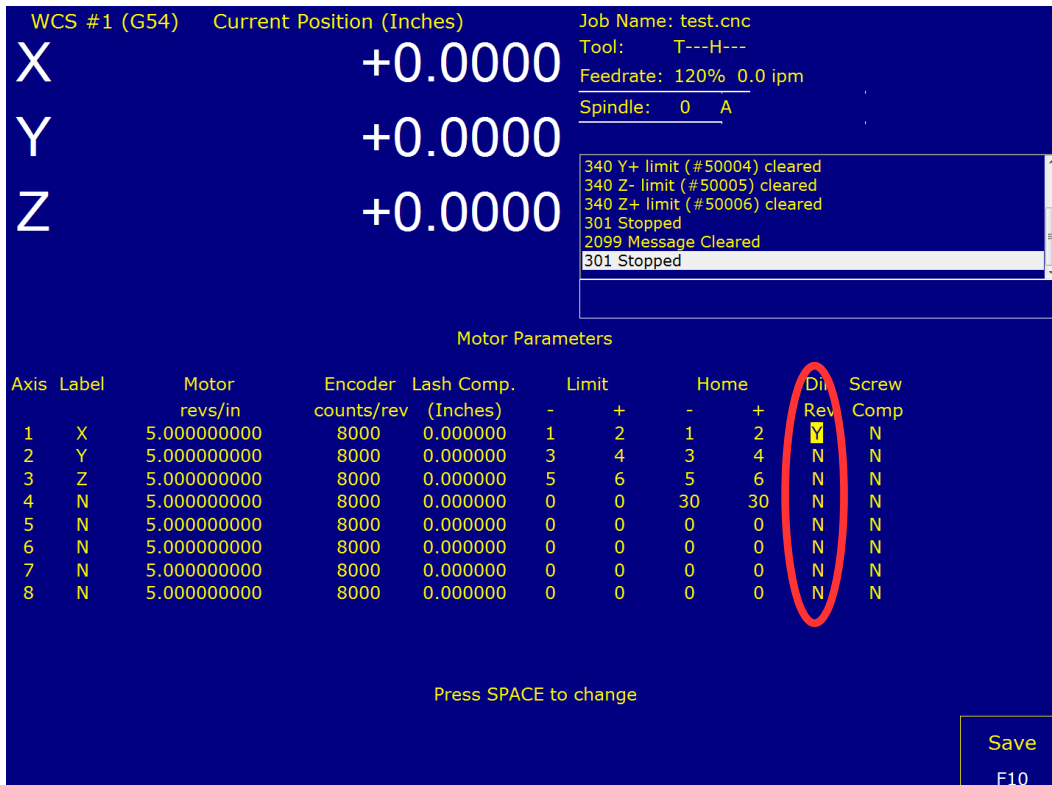 WCS #1 (G54) Current Position (Inches)
X +0.0000
Y +0.0000
Z +0.0000
Job Name: test.cnc
Tool: T---H---
Feedrate: 120% 0.0 ipm
Spindle: 0 A
340 Y+ limit (#50004) cleared
340 Z- limit (#50005) cleared
340 Z+ limit (#50006) cleared
301 Stopped
2099 Message Cleared
301 Stopped
Motor Parameters
Axis Label Motor Encoder Lash Comp. Limit Home Dir Screw
revs/in counts/rev (Inches) - + - + Rev Comp
1 X 5.000000000 8000 0.000000 1 2 1 2 Y N
2 Y 5.000000000 8000 0.000000 3 4 3 4 N N
3 Z 5.000000000 8000 0.000000 5 6 5 6 N N
4 N 5.000000000 8000 0.000000 0 0 30 30 N N
5 N 5.000000000 8000 0.000000 0 0 0 0 N N
6 N 5.000000000 8000 0.000000 0 0 0 0 N N
7 N 5.000000000 8000 0.000000 0 0 0 0 N N
8 N 5.000000000 8000 0.000000 0 0 0 0 N N
Press SPACE to change
Save
F10